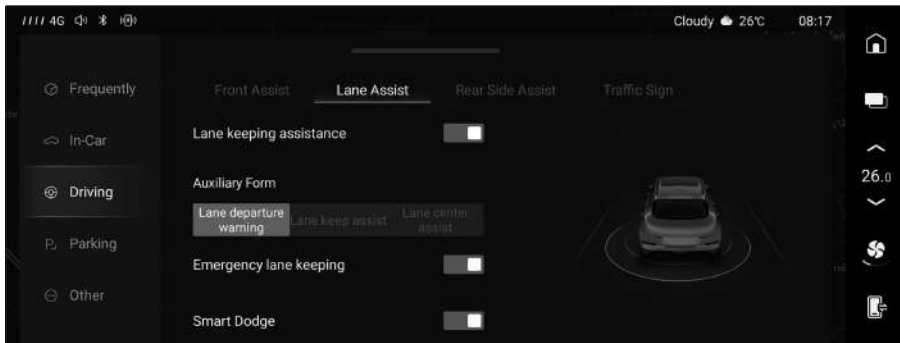 4G
Cloudy 26℃ 08:17
Frequently
In-Car
Driving
Parking
Other
Front Assist Lane Assist Rear Side Assist Traffic Sign
Lane keeping assistance
Auxiliary Form
Lane departure
warning
Lane keep assist
Lane center
assist
Emergency lane keeping
Smart Dodge
26.0